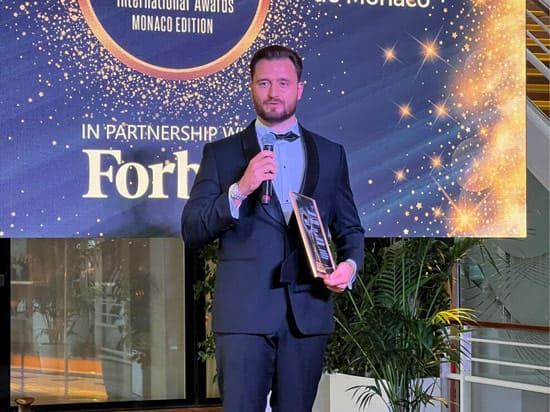 International Awards
MONACO EDITION
Monaco
IN PARTNERSHIP W
Forb